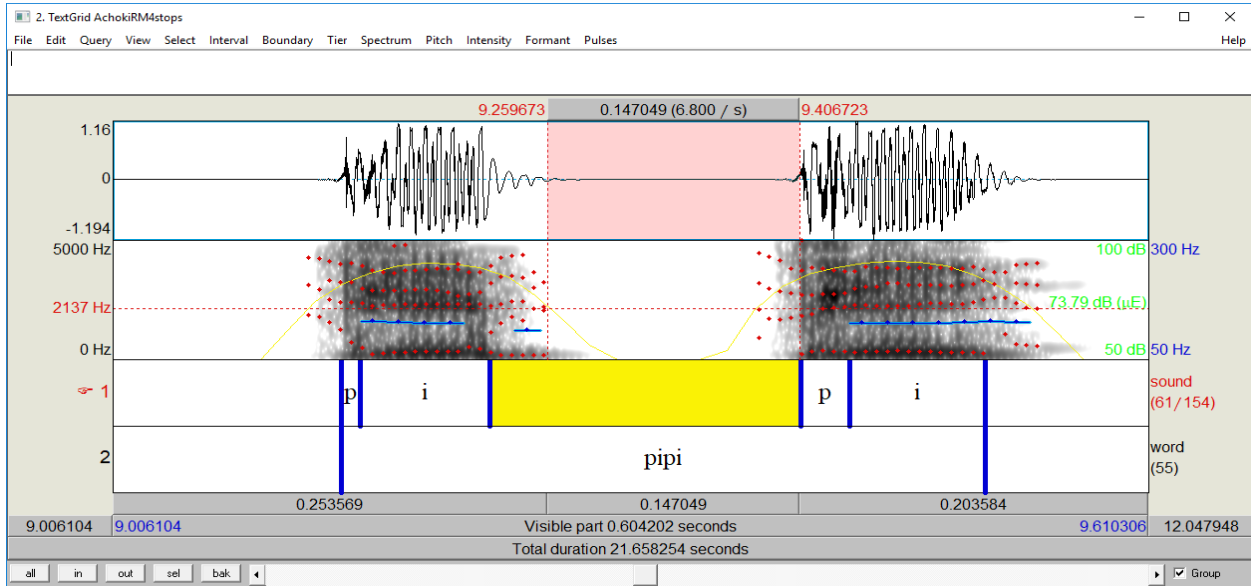 2. TextGrid AchokiRM4stops
File Edit Query View Select Interval Boundary Tier Spectrum Pitch Intensity Formant Pulses Help
9.259673 0.147049 (6.800 / s) 9.406723
1.16
0
-1.194
5000 Hz 100 dB 300 Hz
2137 Hz 73.79 dB (µE)
0 Hz 50 dB 50 Hz
1 p i p i sound
(61/154)
2 pipi word
(55)
0.253569 0.147049 0.203584
9.006104 9.006104 Visible part 0.604202 seconds 9.610306 12.047948
Total duration 21.658254 seconds
all in out sel bak Group